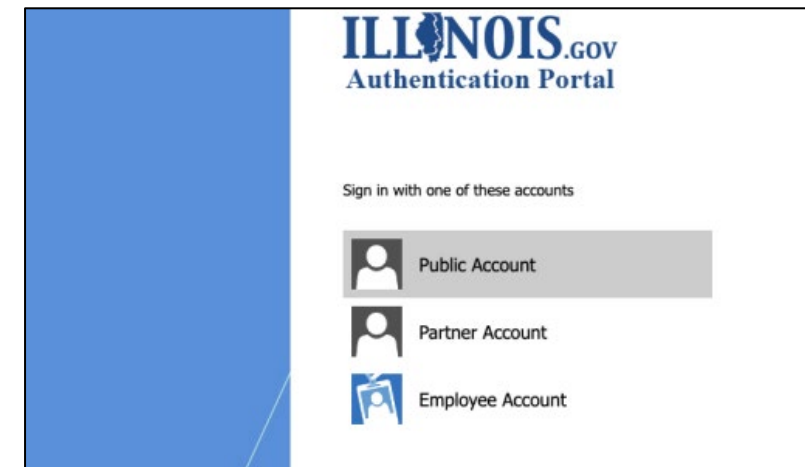 ILLINOIS.GOV
Authentication Portal
Sign in with one of these accounts
Public Account
Partner Account
Employee Account